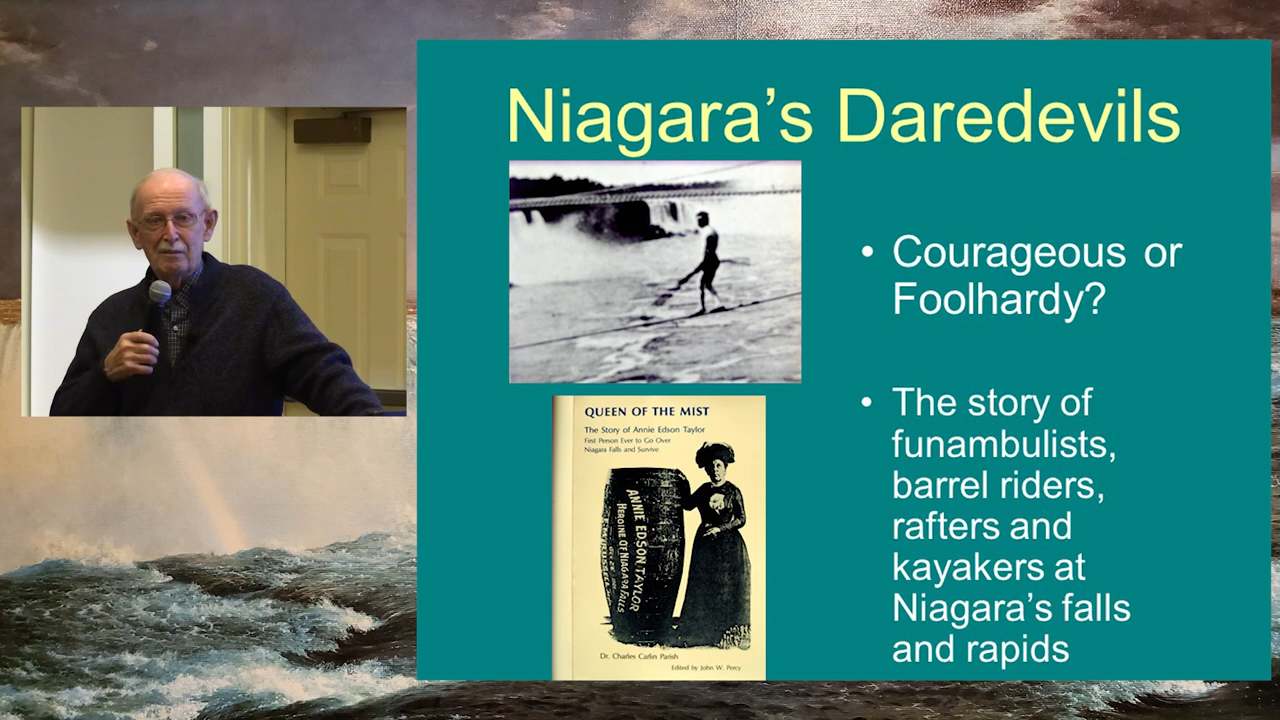 Niagara’s Daredevils
• Courageous or
Foolhardy?
• The story of
funambulists,
barrel riders,
rafters and
kayakers at
Niagara’s falls
and rapids
QUEEN OF THE MIST
The Story of Annie Edson Taylor
First Person Ever to Go Over
Niagara Falls and Survive
ANNIE EDSON TAYLOR
HEROINE OF NIAGARA FALLS
Dr. Charles Carlin Parish
Edited by John W. Percy